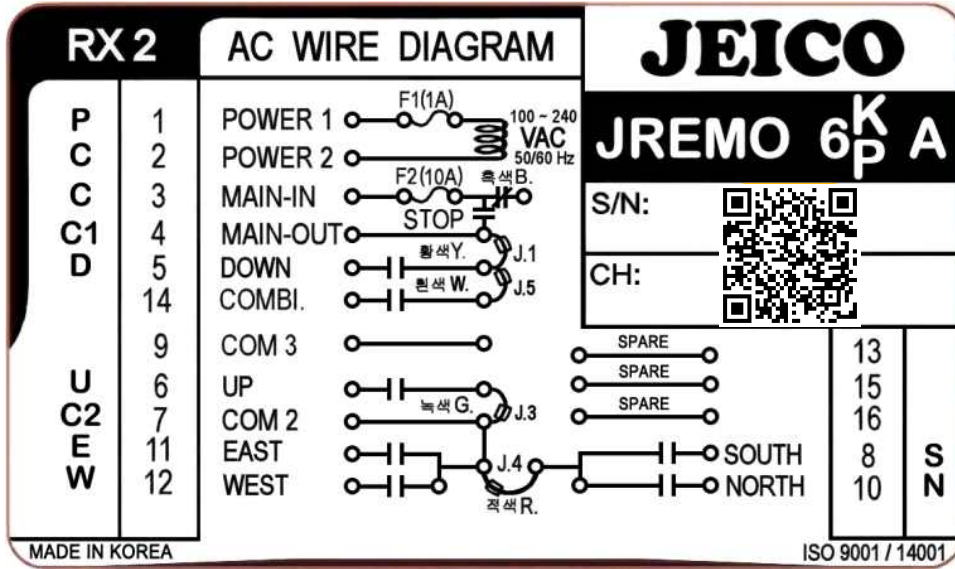 RX 2 AC WIRE DIAGRAM JEICO
JREMO 6 K/P A
S/N:
CH:
P 1 POWER 1 F1(1A) 100 ~ 240
VAC
50/60 Hz
C 2 POWER 2
C 3 MAIN-IN F2(10A) 흑색B.
STOP
C1 4 MAIN-OUT
황색Y. J.1
D 5 DOWN
흰색 W. J.5
14 COMBI.
9 COM 3
U 6 UP
녹색 G. J.3
C2 7 COM 2
E 11 EAST
J.4
W 12 WEST
적색 R.
SPARE 13
SPARE 15
SPARE 16
SOUTH 8 S
NORTH 10 N
MADE IN KOREA ISO 9001 / 14001